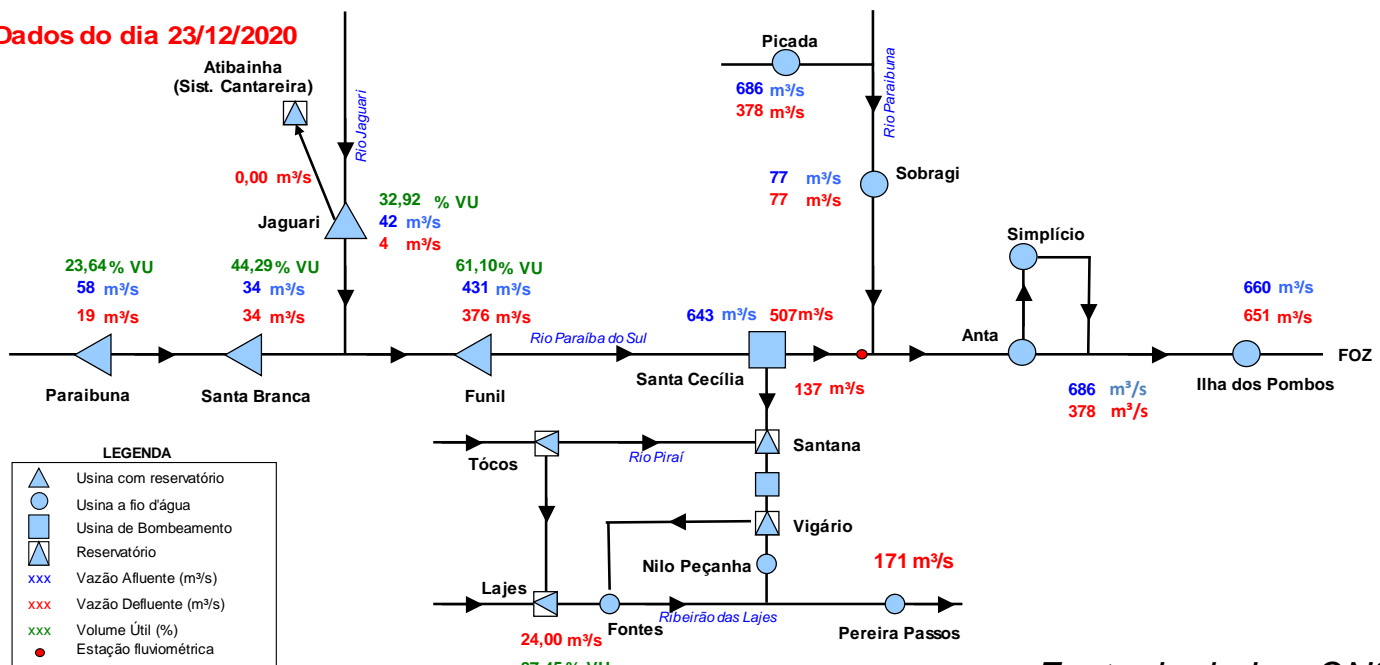 Dados do dia 23/12/2020
Atibainha
(Sist. Cantareira)
Rio Jaguari
0,00 m³/s
Jaguari
32,92 % VU
42 m³/s
4 m³/s
Picada
686 m³/s
378 m³/s
Rio Paraibuna
77 m³/s
77 m³/s
Sobragi
23,64 % VU
58 m³/s
19 m³/s
Paraibuna
44,29 % VU
34 m³/s
34 m³/s
Santa Branca
61,10 % VU
431 m³/s
376 m³/s
Funil
Rio Paraíba do Sul
643 m³/s 507 m³/s
Santa Cecília
137 m³/s
Simplício
Anta
686 m³/s
378 m³/s
660 m³/s
651 m³/s
Ilha dos Pombos
FOZ
Tócos
Rio Piraí
Santana
Vigário
Nilo Peçanha
171 m³/s
Lajes
Fontes
Ribeirão das Lajes
Pereira Passos
24,00 m³/s
LEGENDA
Usina com reservatório
Usina a fio d'água
Usina de Bombeamento
Reservatório
xxx Vazão Afluente (m³/s)
xxx Vazão Defluente (m³/s)
xxx Volume Útil (%)
Estação fluviométrica